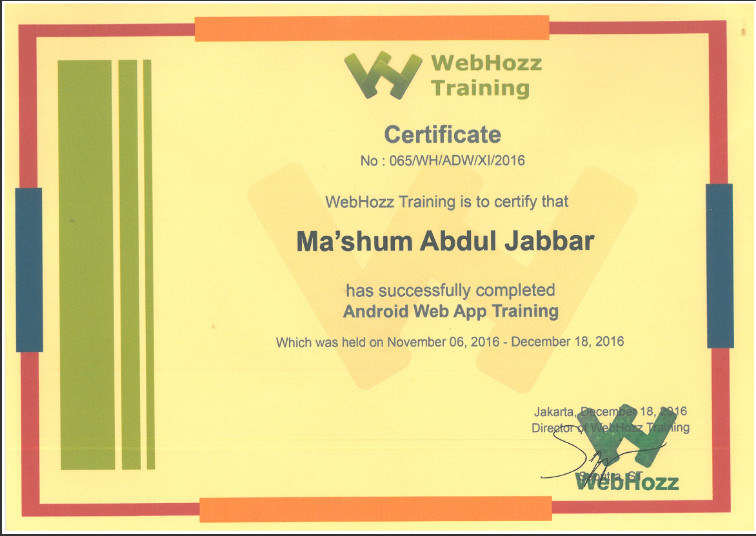 WebHozz
Training
Certificate
No : 065/WH/ADW/XI/2016
WebHozz Training is to certify that
Ma'shum Abdul Jabbar
has successfully completed
Android Web App Training
Which was held on November 06, 2016 - December 18, 2016
Jakarta, December 18, 2016
Director of WebHozz Training
WebHozz